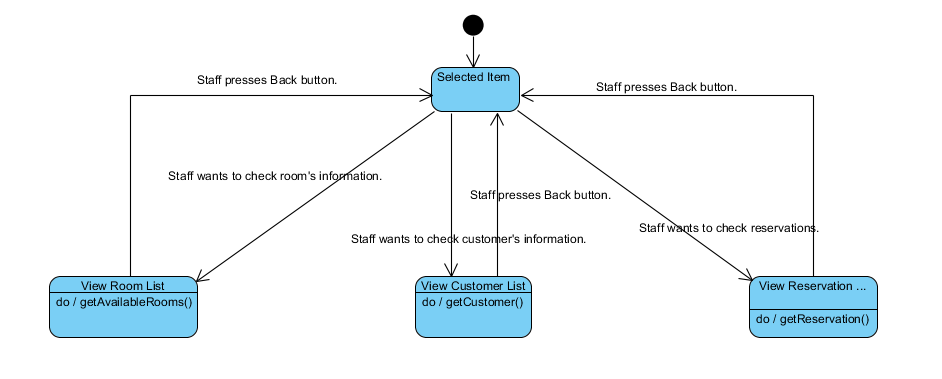 Selected Item
Staff presses Back button.
Staff presses Back button.
Staff wants to check room's information.
Staff presses Back button.
Staff wants to check reservations.
Staff wants to check customer's information.
View Room List
do / getAvailableRooms()
View Customer List
do / getCustomer()
View Reservation ...
do / getReservation()